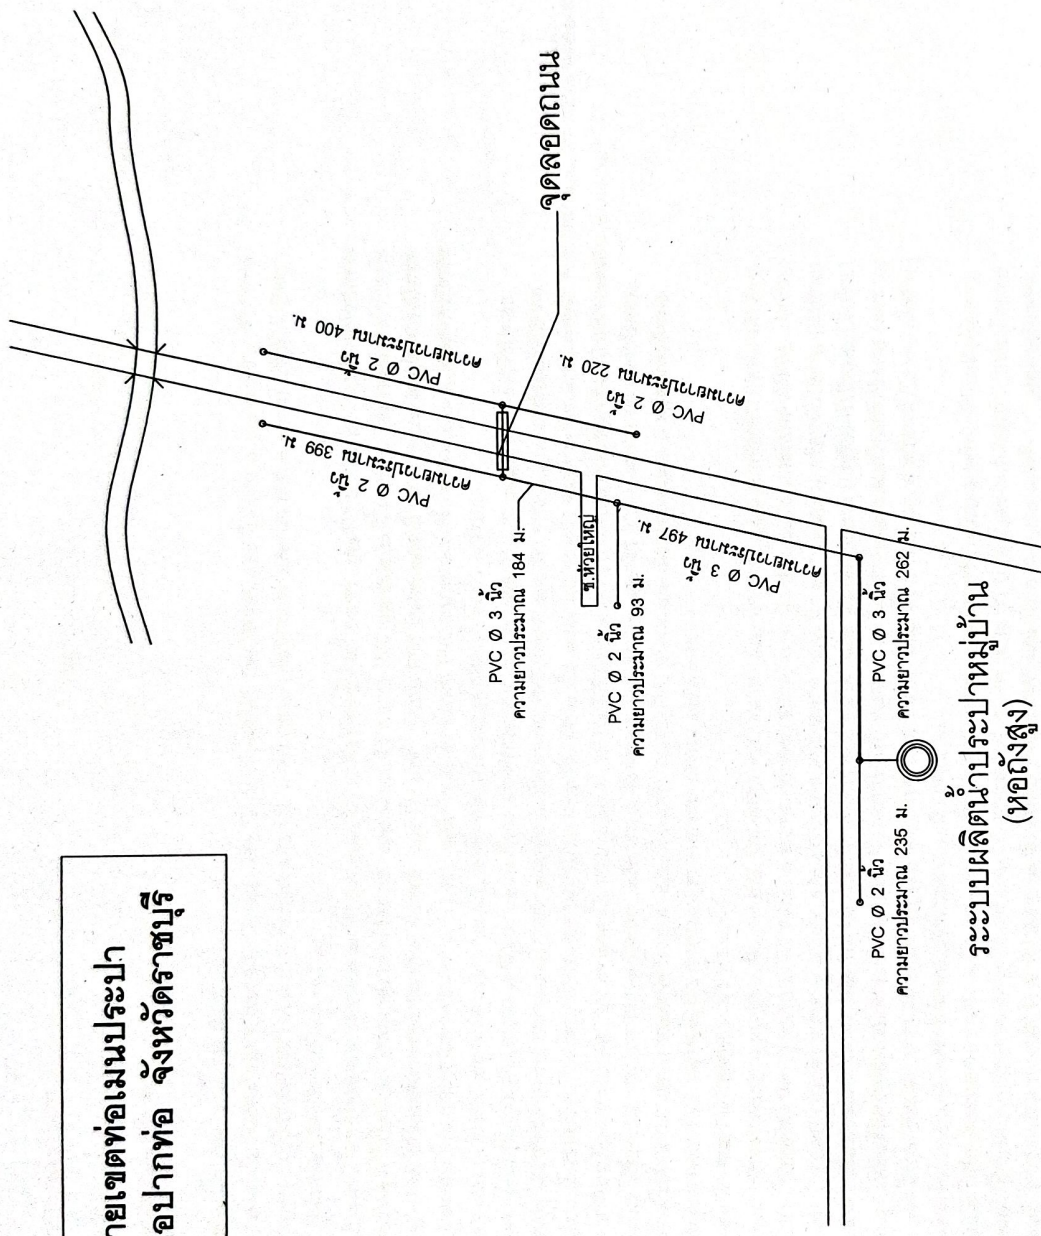 จุดลอดถนน
ความยาวประมาณ 400 ม.
PVC Ø 2 นิ้ว
ความยาวประมาณ 220 ม.
PVC Ø 2 นิ้ว
ความยาวประมาณ 399 ม.
PVC Ø 2 นิ้ว
PVC Ø 3 นิ้ว
ความยาวประมาณ 184 ม.
ซ.ห้วยใหญ่
PVC Ø 2 นิ้ว
ความยาวประมาณ 93 ม.
ความยาวประมาณ 497 ม.
PVC Ø 3 นิ้ว
PVC Ø 3 นิ้ว
ความยาวประมาณ 262 ม.
PVC Ø 2 นิ้ว
ความยาวประมาณ 235 ม.
ระบบผลิตน้ำประปาหมู่บ้าน
(หอถังสูง)
ายเขตท่อเมนประปา
อปากท่อ จังหวัดราชบุรี